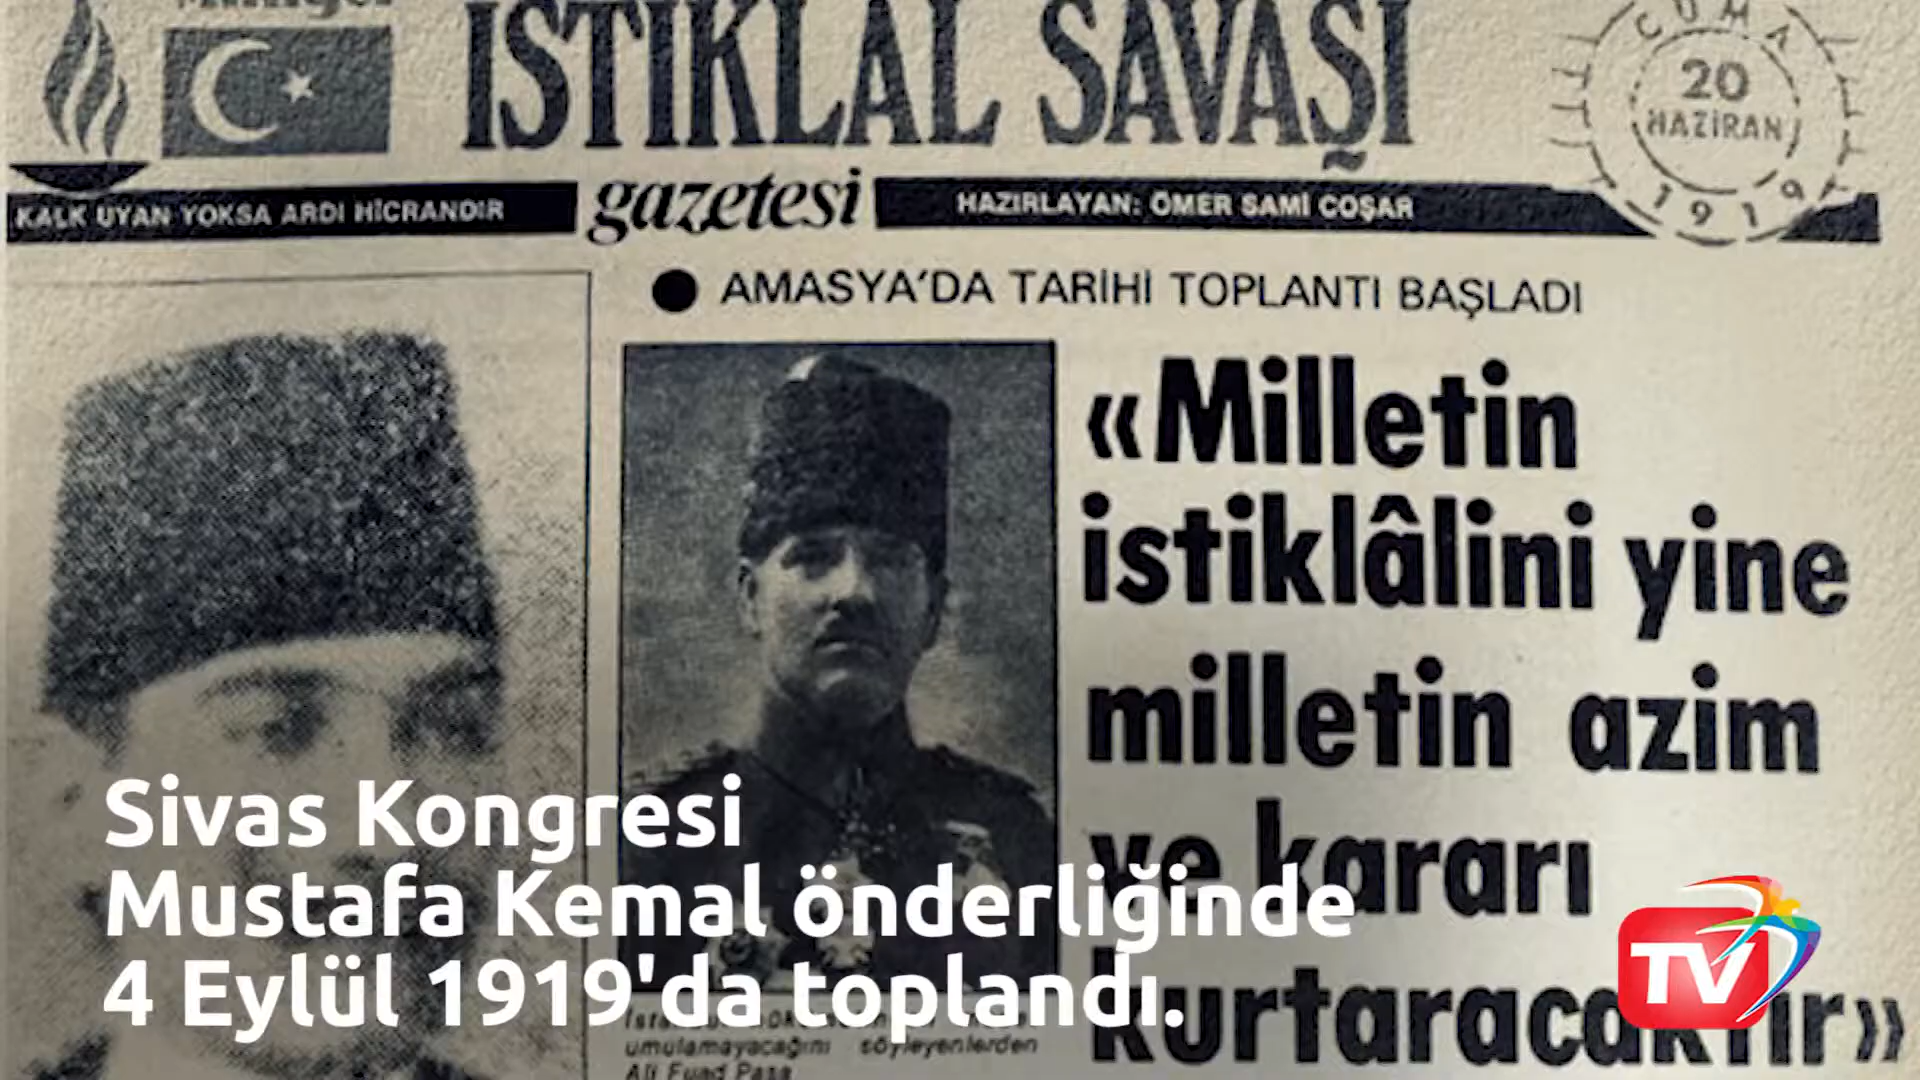 İSTİKLAL SAVAŞI
CUMA
20
HAZİRAN
1919
KALK UYAN YOKSA ARDI HİCRANDIR
gazetesi
HAZIRLAYAN: ÖMER SAMİ COŞAR
● AMASYA'DA TARİHİ TOPLANTI BAŞLADI
«Milletin
istiklâlini yine
milletin azim
ve kararı
kurtaracaktır»
umulamayacağını söyleyenlerden
Ali Fuad Paşa
Sivas Kongresi
Mustafa Kemal önderliğinde
4 Eylül 1919'da toplandı.
TV